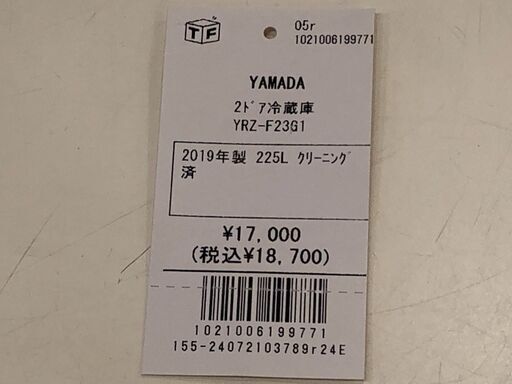 TF
05r
1021006199771
YAMADA
2ﾄﾞｱ冷蔵庫
YRZ-F23G1
2019年製 225L ｸﾘｰﾆﾝｸﾞ
済
¥17,000
(税込¥18,700)
1021006199771
155-24072103789r24E